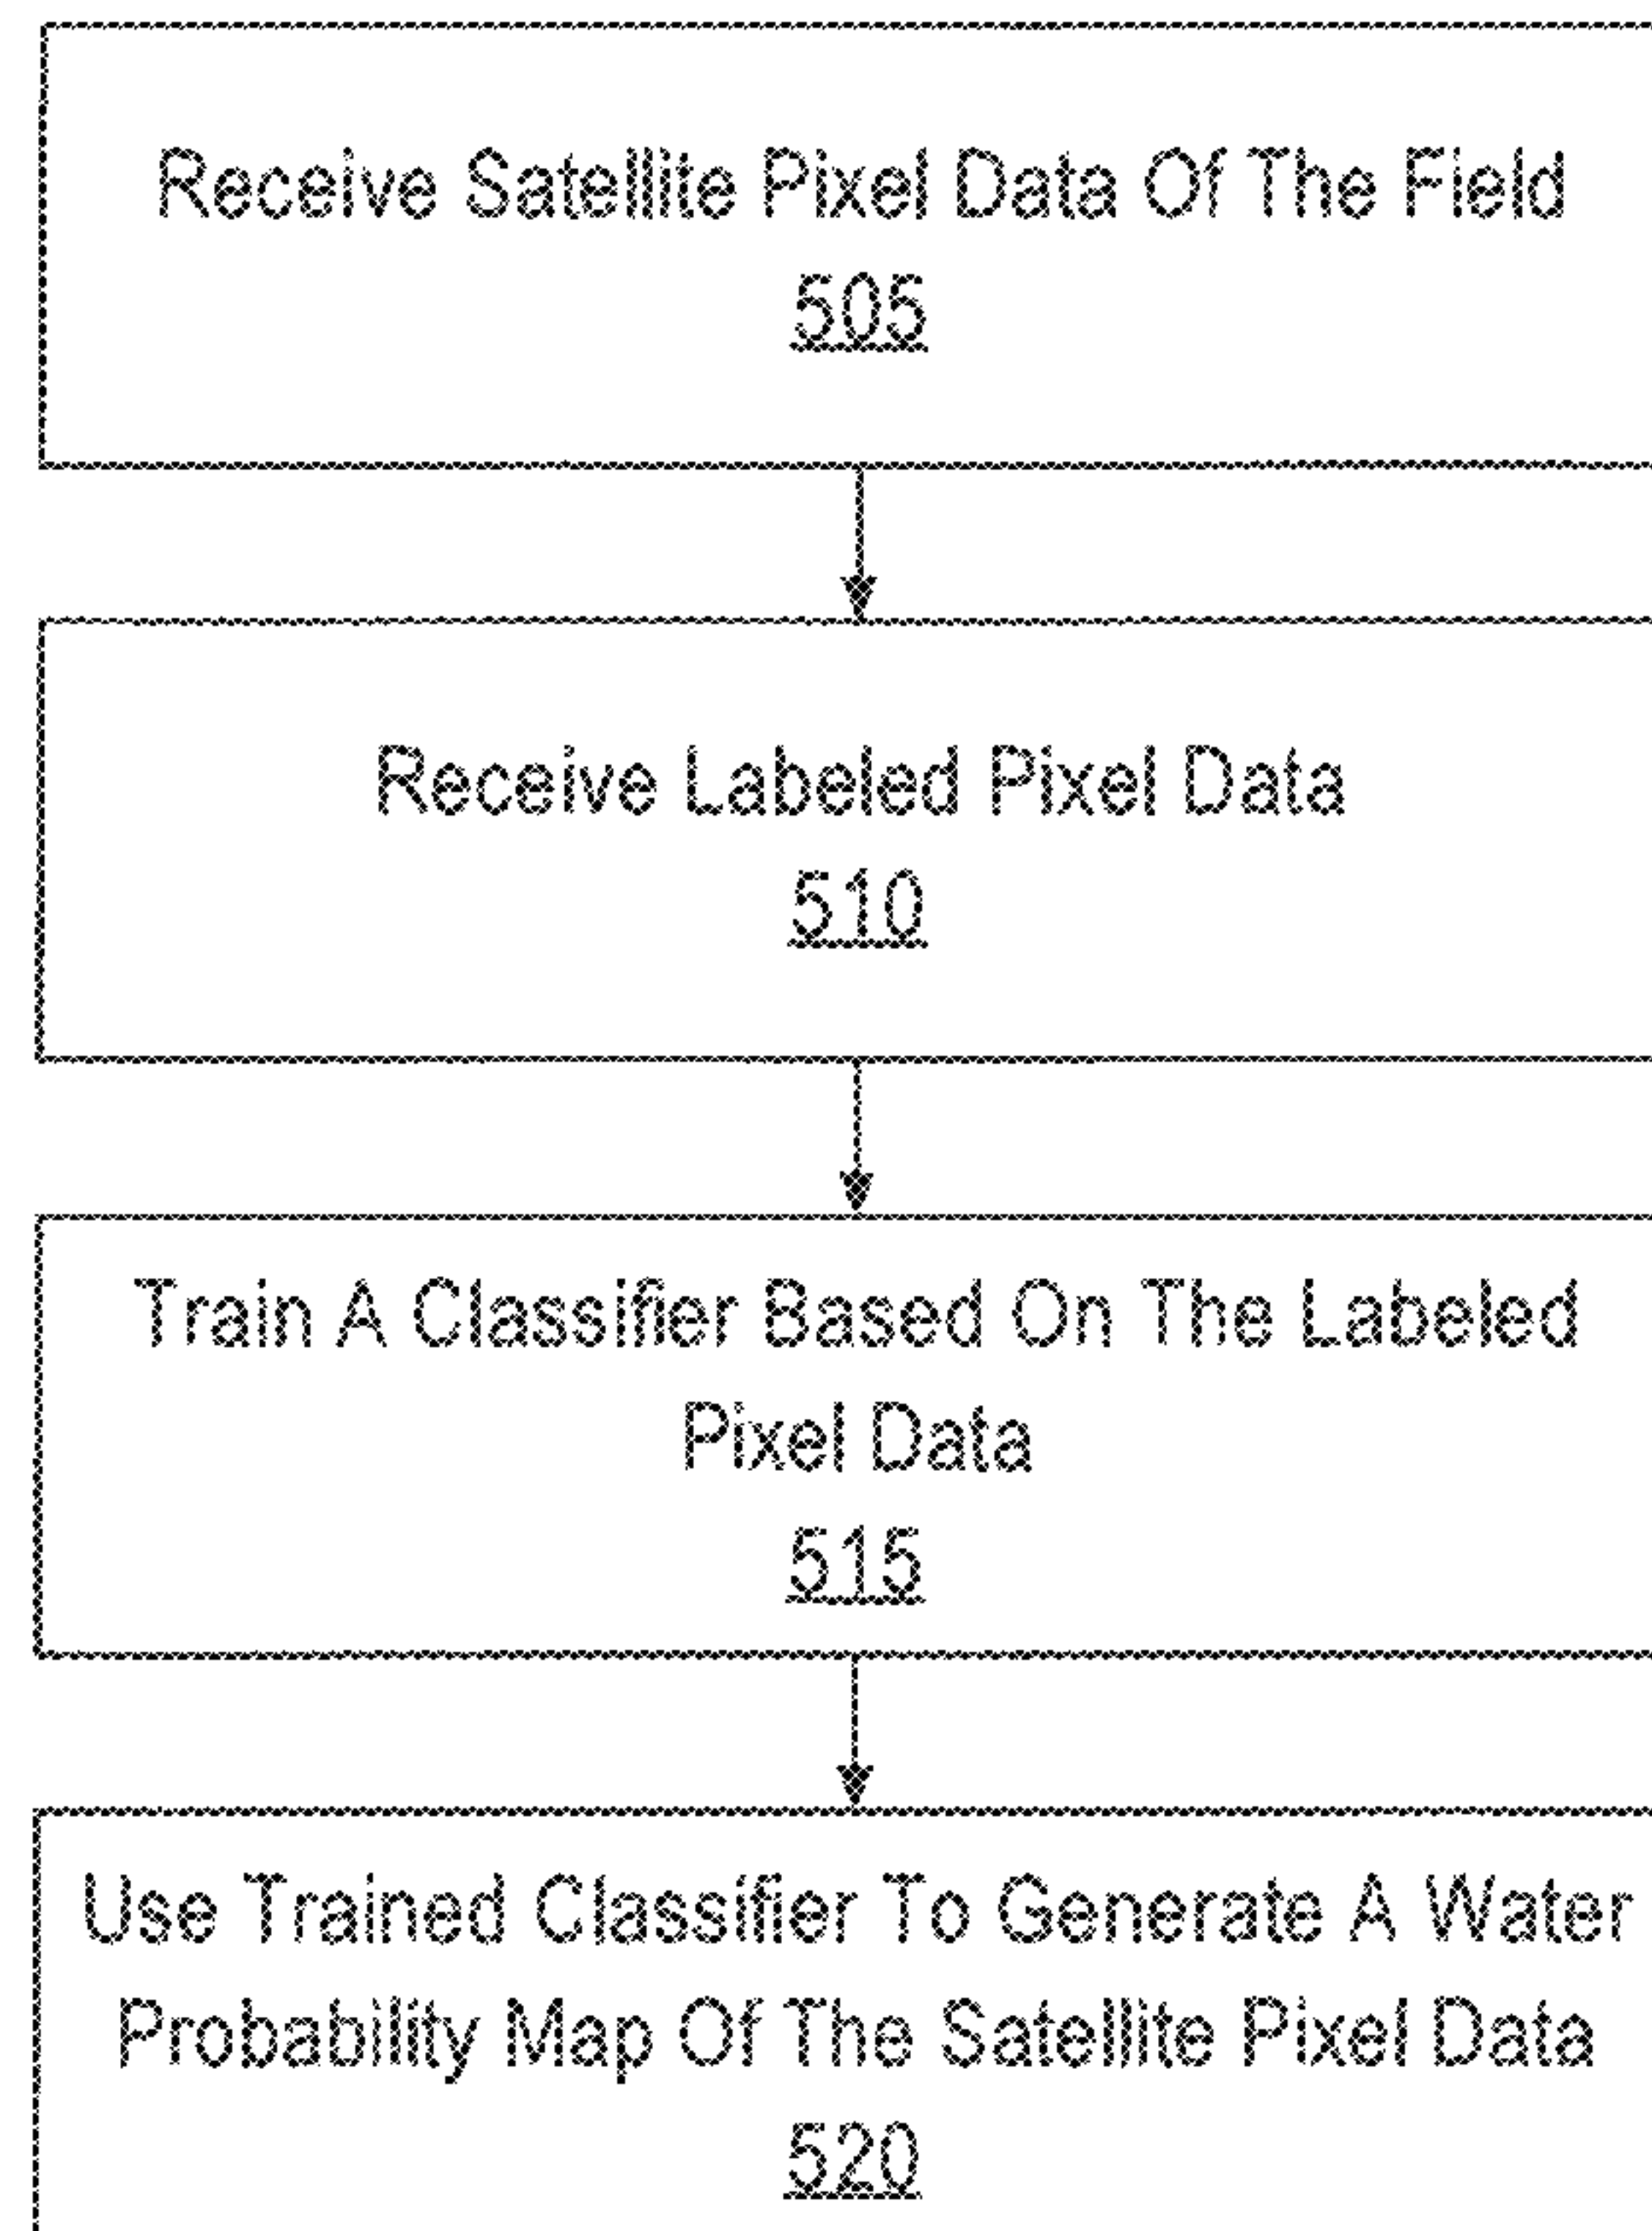 Receive Satellite Pixel Data Of The Field
505
Receive Labeled Pixel Data
510
Train A Classifier Based On The Labeled
Pixel Data
515
Use Trained Classifier To Generate A Water
Probability Map Of The Satellite Pixel Data
520